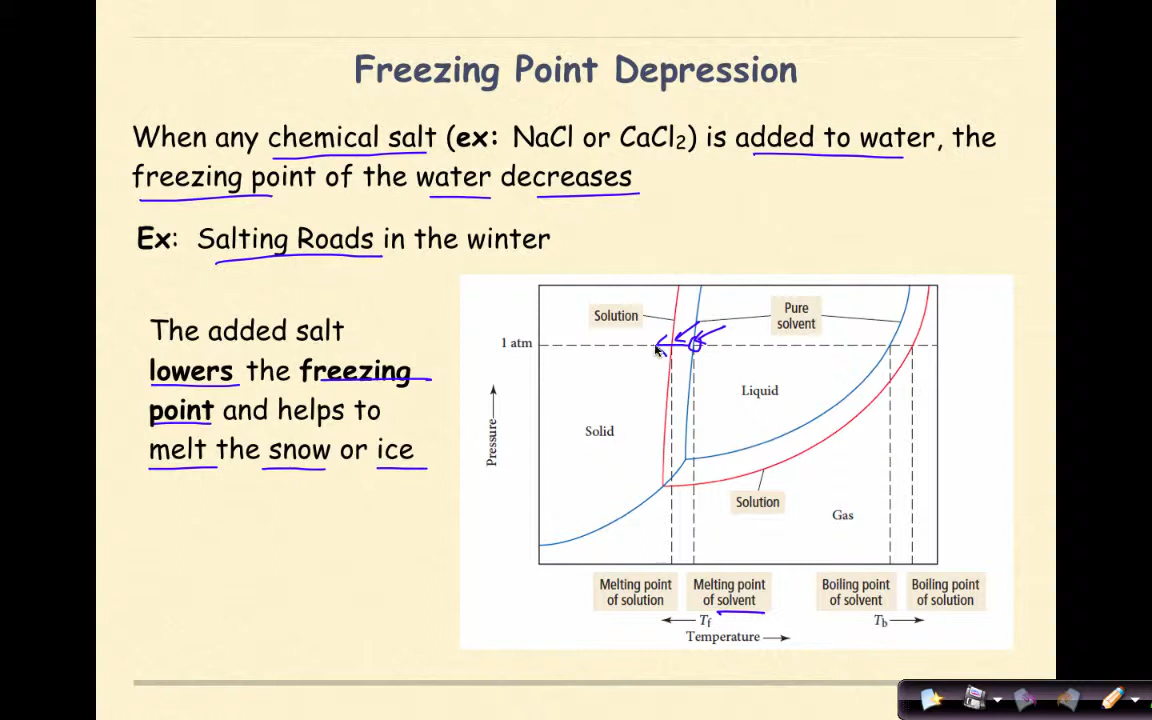 Freezing Point Depression
When any chemical salt (ex: NaCl or CaCl₂) is added to water, the
freezing point of the water decreases
Ex: Salting Roads in the winter
The added salt
lowers the freezing
point and helps to
melt the snow or ice
Solution
Pure
solvent
1 atm
Liquid
Solid
Pressure
Solution
Gas
Melting point
of solution
Melting point
of solvent
Boiling point
of solvent
Boiling point
of solution
Tf
Tb
Temperature